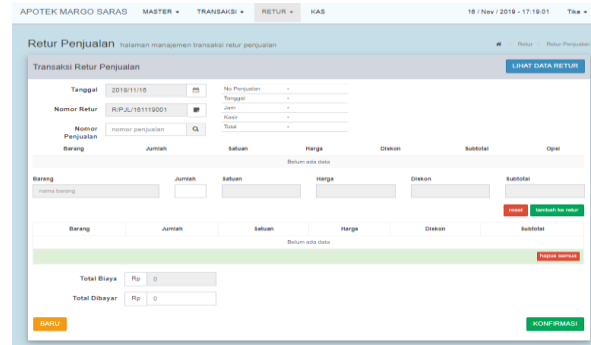 APOTEK MARGO SARAS MASTER TRANSAKSI RETUR KAS 16 / Nov / 2019 - 17:19:01 Tika
Retur Penjualan halaman manajemen transaksi retur penjualan Retur Retur Penjualan
Transaksi Retur Penjualan LIHAT DATA RETUR
Tanggal 2019/11/16 No Penjualan -
Tanggal -
Nomor Retur R/PJL/161119001 Jam -
Kasir -
Nomor Penjualan nomor penjualan Total -
Barang Jumlah Satuan Harga Diskon Subtotal Opsi
Belum ada data
Barang Jumlah Satuan Harga Diskon Subtotal
nama barang
reset tambah ke retur
Barang Jumlah Satuan Harga Diskon Subtotal
Belum ada data
hapus semua
Total Biaya Rp 0
Total Dibayar Rp 0
BARU KONFIRMASI